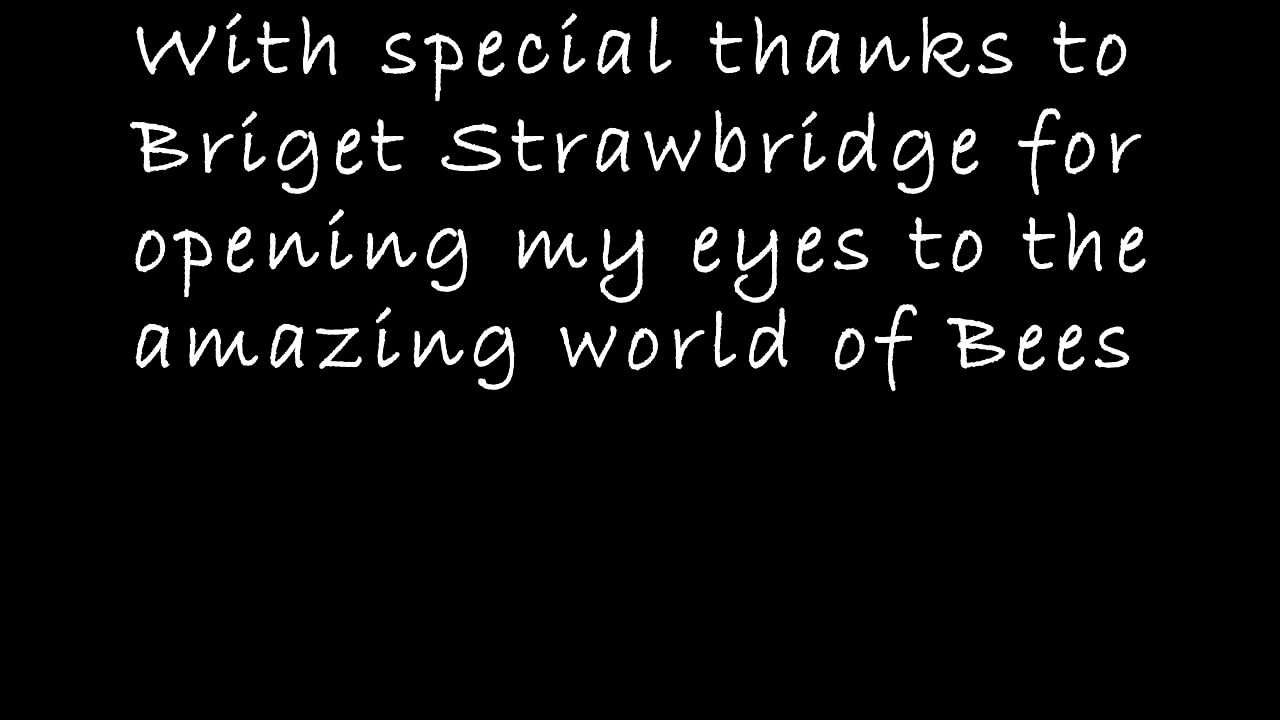 With special thanks to
Briget Strawbridge for
opening my eyes to the
amazing world of Bees